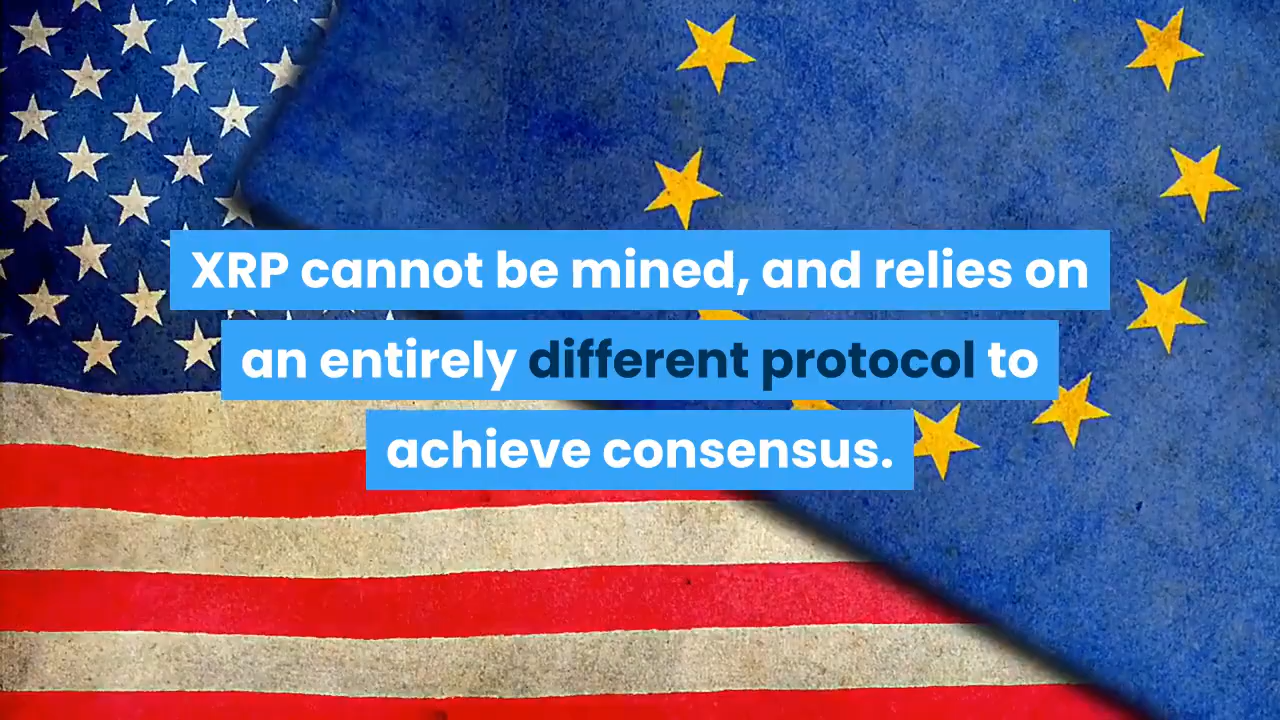 XRP cannot be mined, and relies on
an entirely different protocol to
achieve consensus.